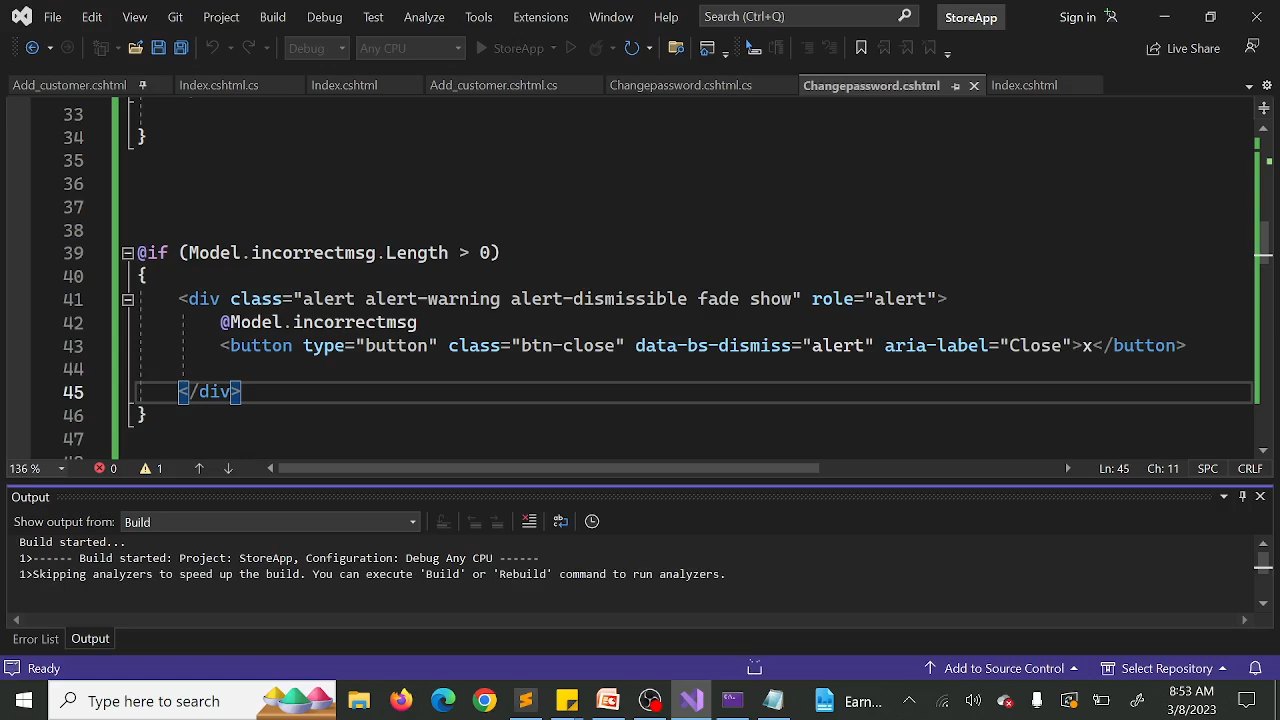 File Edit View Git Project Build Debug Test Analyze Tools Extensions Window Help Search (Ctrl+Q) StoreApp Sign in
Debug Any CPU StoreApp Live Share
Add_customer.cshtml Index.cshtml.cs Index.cshtml Add_customer.cshtml.cs Changepassword.cshtml.cs Changepassword.cshtml Index.cshtml
33
34 }
35
36
37
38
39 @if (Model.incorrectmsg.Length > 0)
40 {
41 <div class="alert alert-warning alert-dismissible fade show" role="alert">
42 @Model.incorrectmsg
43 <button type="button" class="btn-close" data-bs-dismiss="alert" aria-label="Close">x</button>
44
45 </div>
46 }
47
136 % 0 1 Ln: 45 Ch: 11 SPC CRLF
Output
Show output from: Build
Build started...
1>------ Build started: Project: StoreApp, Configuration: Debug Any CPU ------
1>Skipping analyzers to speed up the build. You can execute 'Build' or 'Rebuild' command to run analyzers.
Error List Output
Ready Add to Source Control Select Repository
Type here to search Earn... 8:33 AM
3/8/2023